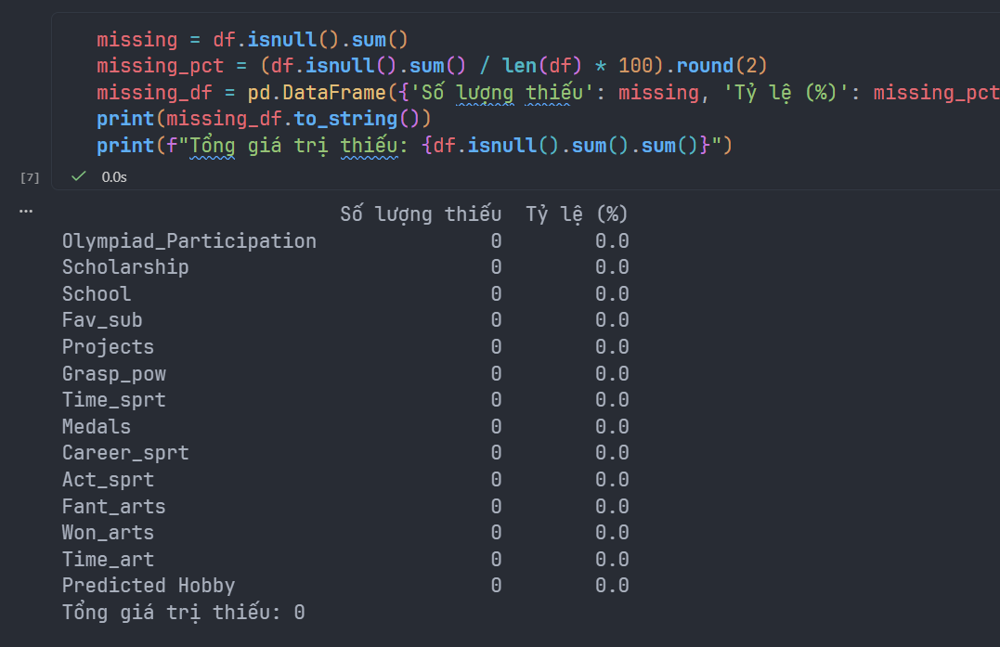 missing = df.isnull().sum()
missing_pct = (df.isnull().sum() / len(df) * 100).round(2)
missing_df = pd.DataFrame({'Số lượng thiếu': missing, 'Tỷ lệ (%)': missing_pct
print(missing_df.to_string())
print(f"Tổng giá trị thiếu: {df.isnull().sum().sum()}")
[7] ✓ 0.0s
...
Số lượng thiếu Tỷ lệ (%)
Olympiad_Participation 0 0.0
Scholarship 0 0.0
School 0 0.0
Fav_sub 0 0.0
Projects 0 0.0
Grasp_pow 0 0.0
Time_sprt 0 0.0
Medals 0 0.0
Career_sprt 0 0.0
Act_sprt 0 0.0
Fant_arts 0 0.0
Won_arts 0 0.0
Time_art 0 0.0
Predicted Hobby 0 0.0
Tổng giá trị thiếu: 0